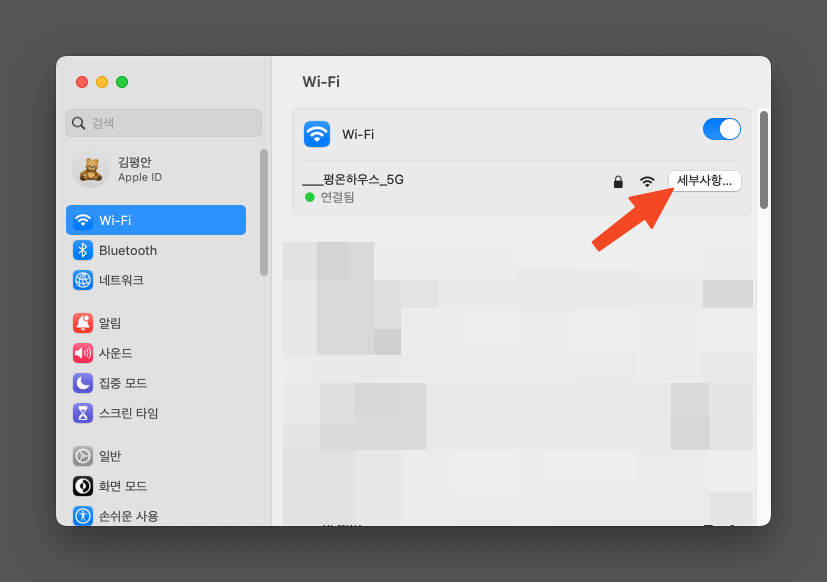 Wi-Fi
검색
김평안
Apple ID
Wi-Fi
Bluetooth
네트워크
알림
사운드
집중 모드
스크린 타임
일반
화면 모드
손쉬운 사용
Wi-Fi
___평온하우스_5G
연결됨
세부사항...